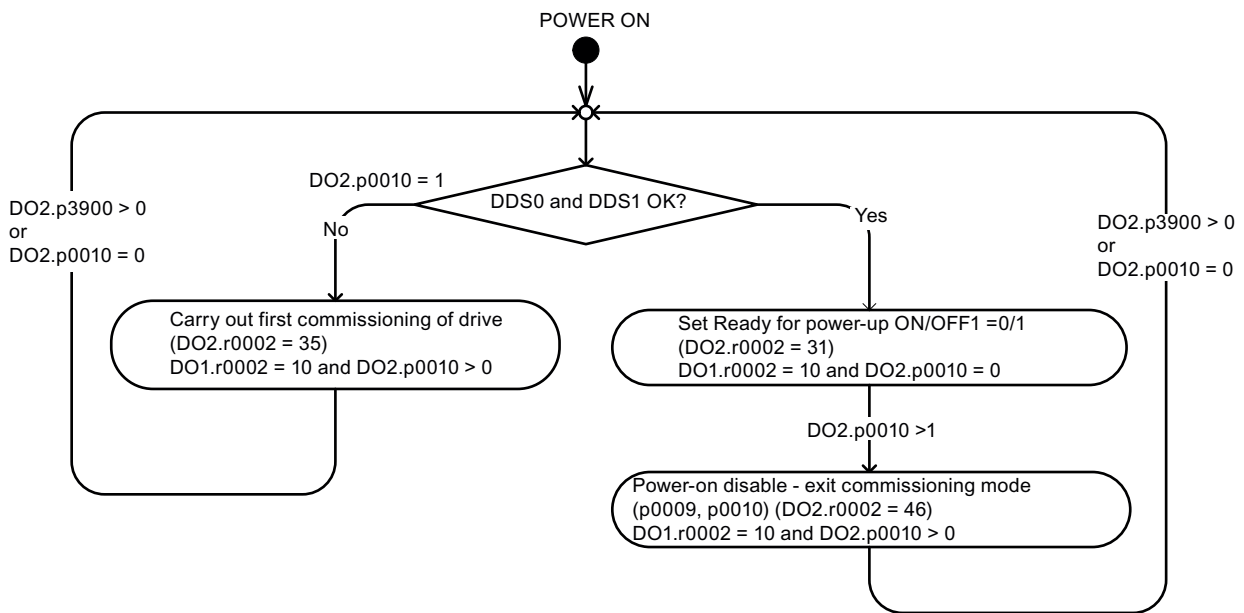 POWER ON
DO2.p0010 = 1
DDS0 and DDS1 OK?
No
Yes
DO2.p3900 > 0
or
DO2.p0010 = 0
DO2.p3900 > 0
or
DO2.p0010 = 0
Carry out first commissioning of drive
(DO2.r0002 = 35)
DO1.r0002 = 10 and DO2.p0010 > 0
Set Ready for power-up ON/OFF1 =0/1
(DO2.r0002 = 31)
DO1.r0002 = 10 and DO2.p0010 = 0
DO2.p0010 >1
Power-on disable - exit commissioning mode
(p0009, p0010) (DO2.r0002 = 46)
DO1.r0002 = 10 and DO2.p0010 > 0